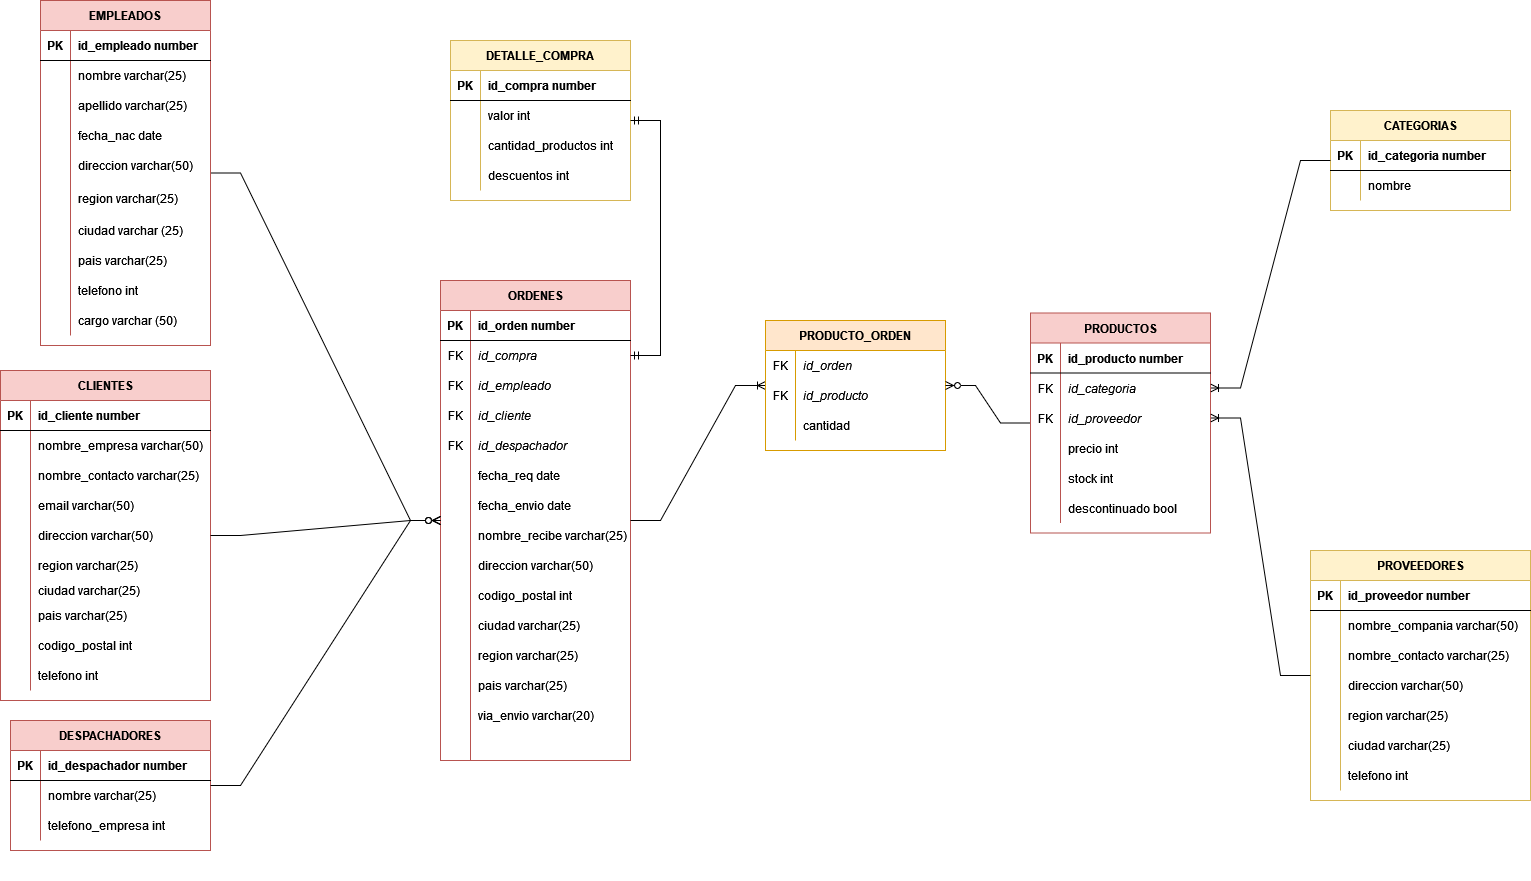 EMPLEADOS
PK id_empleado number
nombre varchar(25)
apellido varchar(25)
fecha_nac date
direccion varchar(50)
region varchar(25)
ciudad varchar (25)
pais varchar(25)
telefono int
cargo varchar (50)
CLIENTES
PK id_cliente number
nombre_empresa varchar(50)
nombre_contacto varchar(25)
email varchar(50)
direccion varchar(50)
region varchar(25)
ciudad varchar(25)
pais varchar(25)
codigo_postal int
telefono int
DESPACHADORES
PK id_despachador number
nombre varchar(25)
telefono_empresa int
DETALLE_COMPRA
PK id_compra number
valor int
cantidad_productos int
descuentos int
ORDENES
PK id_orden number
FK id_compra
FK id_empleado
FK id_cliente
FK id_despachador
fecha_req date
fecha_envio date
nombre_recibe varchar(25)
direccion varchar(50)
codigo_postal int
ciudad varchar(25)
region varchar(25)
pais varchar(25)
via_envio varchar(20)
PRODUCTO_ORDEN
FK id_orden
FK id_producto
cantidad
PRODUCTOS
PK id_producto number
FK id_categoria
FK id_proveedor
precio int
stock int
descontinuado bool
CATEGORIAS
PK id_categoria number
nombre
PROVEEDORES
PK id_proveedor number
nombre_compania varchar(50)
nombre_contacto varchar(25)
direccion varchar(50)
region varchar(25)
ciudad varchar(25)
telefono int